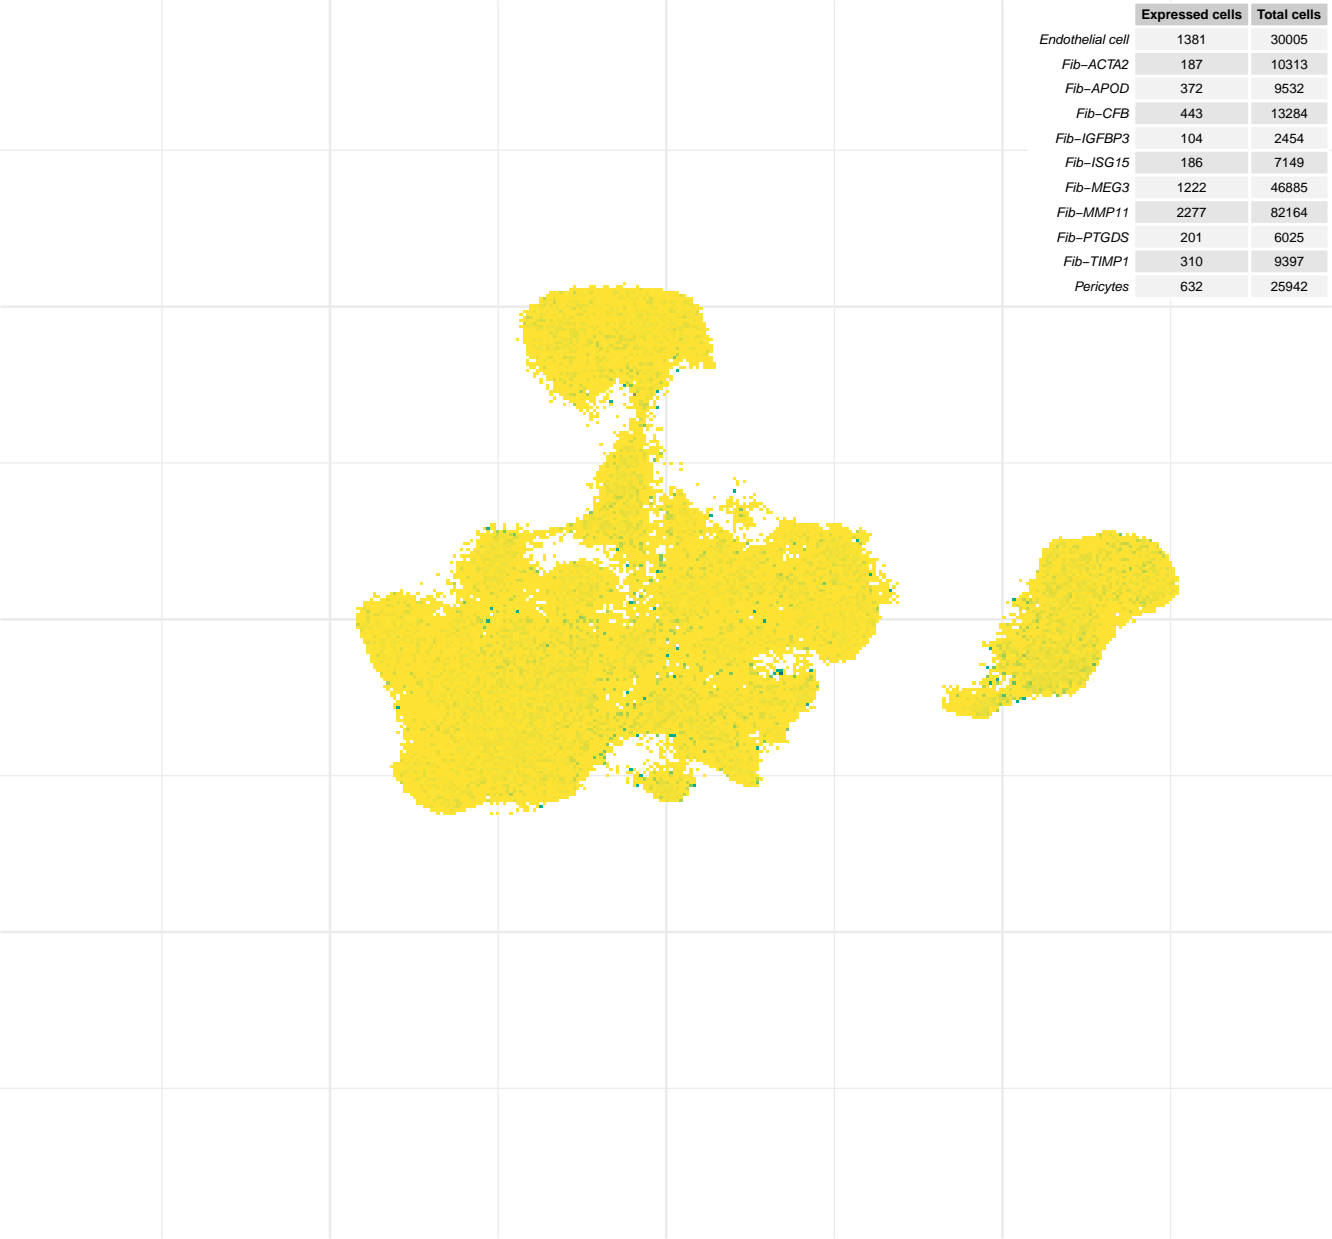 Expressed cells Total cells
Endothelial cell 1381 30005
Fib−ACTA2 187 10313
Fib−APOD 372 9532
Fib−CFB 443 13284
Fib−IGFBP3 104 2454
Fib−ISG15 186 7149
Fib−MEG3 1222 46885
Fib−MMP11 2277 82164
Fib−PTGDS 201 6025
Fib−TIMP1 310 9397
Pericytes 632 25942